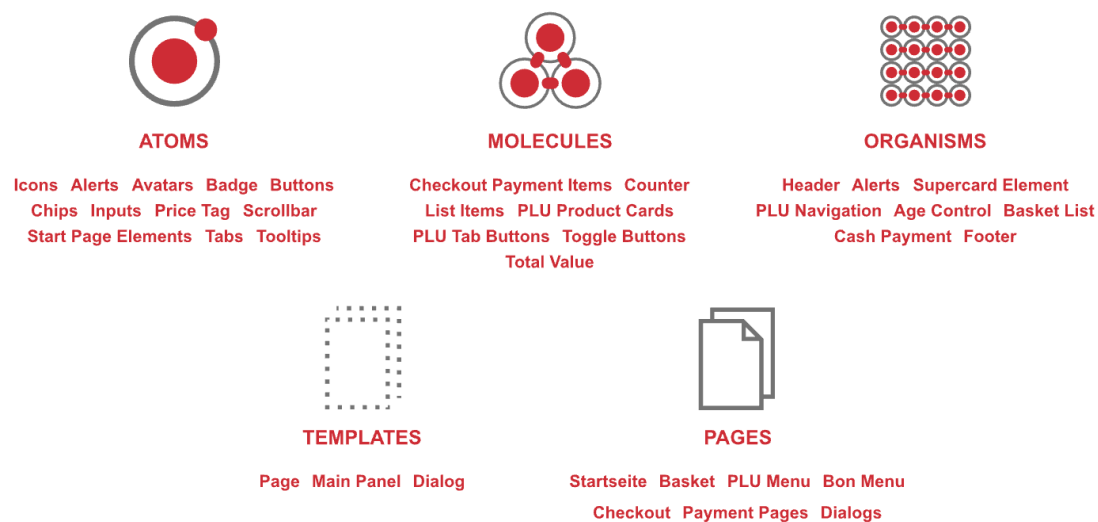 ATOMS
Icons Alerts Avatars Badge Buttons
Chips Inputs Price Tag Scrollbar
Start Page Elements Tabs Tooltips
MOLECULES
Checkout Payment Items Counter
List Items PLU Product Cards
PLU Tab Buttons Toggle Buttons
Total Value
ORGANISMS
Header Alerts Supercard Element
PLU Navigation Age Control Basket List
Cash Payment Footer
TEMPLATES
Page Main Panel Dialog
PAGES
Startseite Basket PLU Menu Bon Menu
Checkout Payment Pages Dialogs